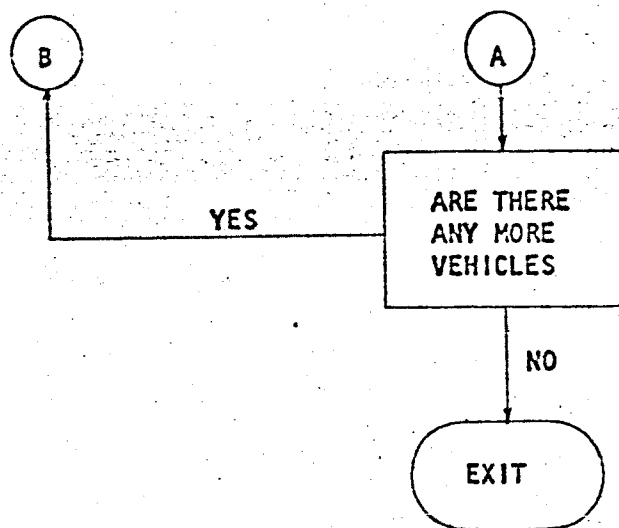 B
A
ARE THERE
ANY MORE
VEHICLES
YES
NO
EXIT